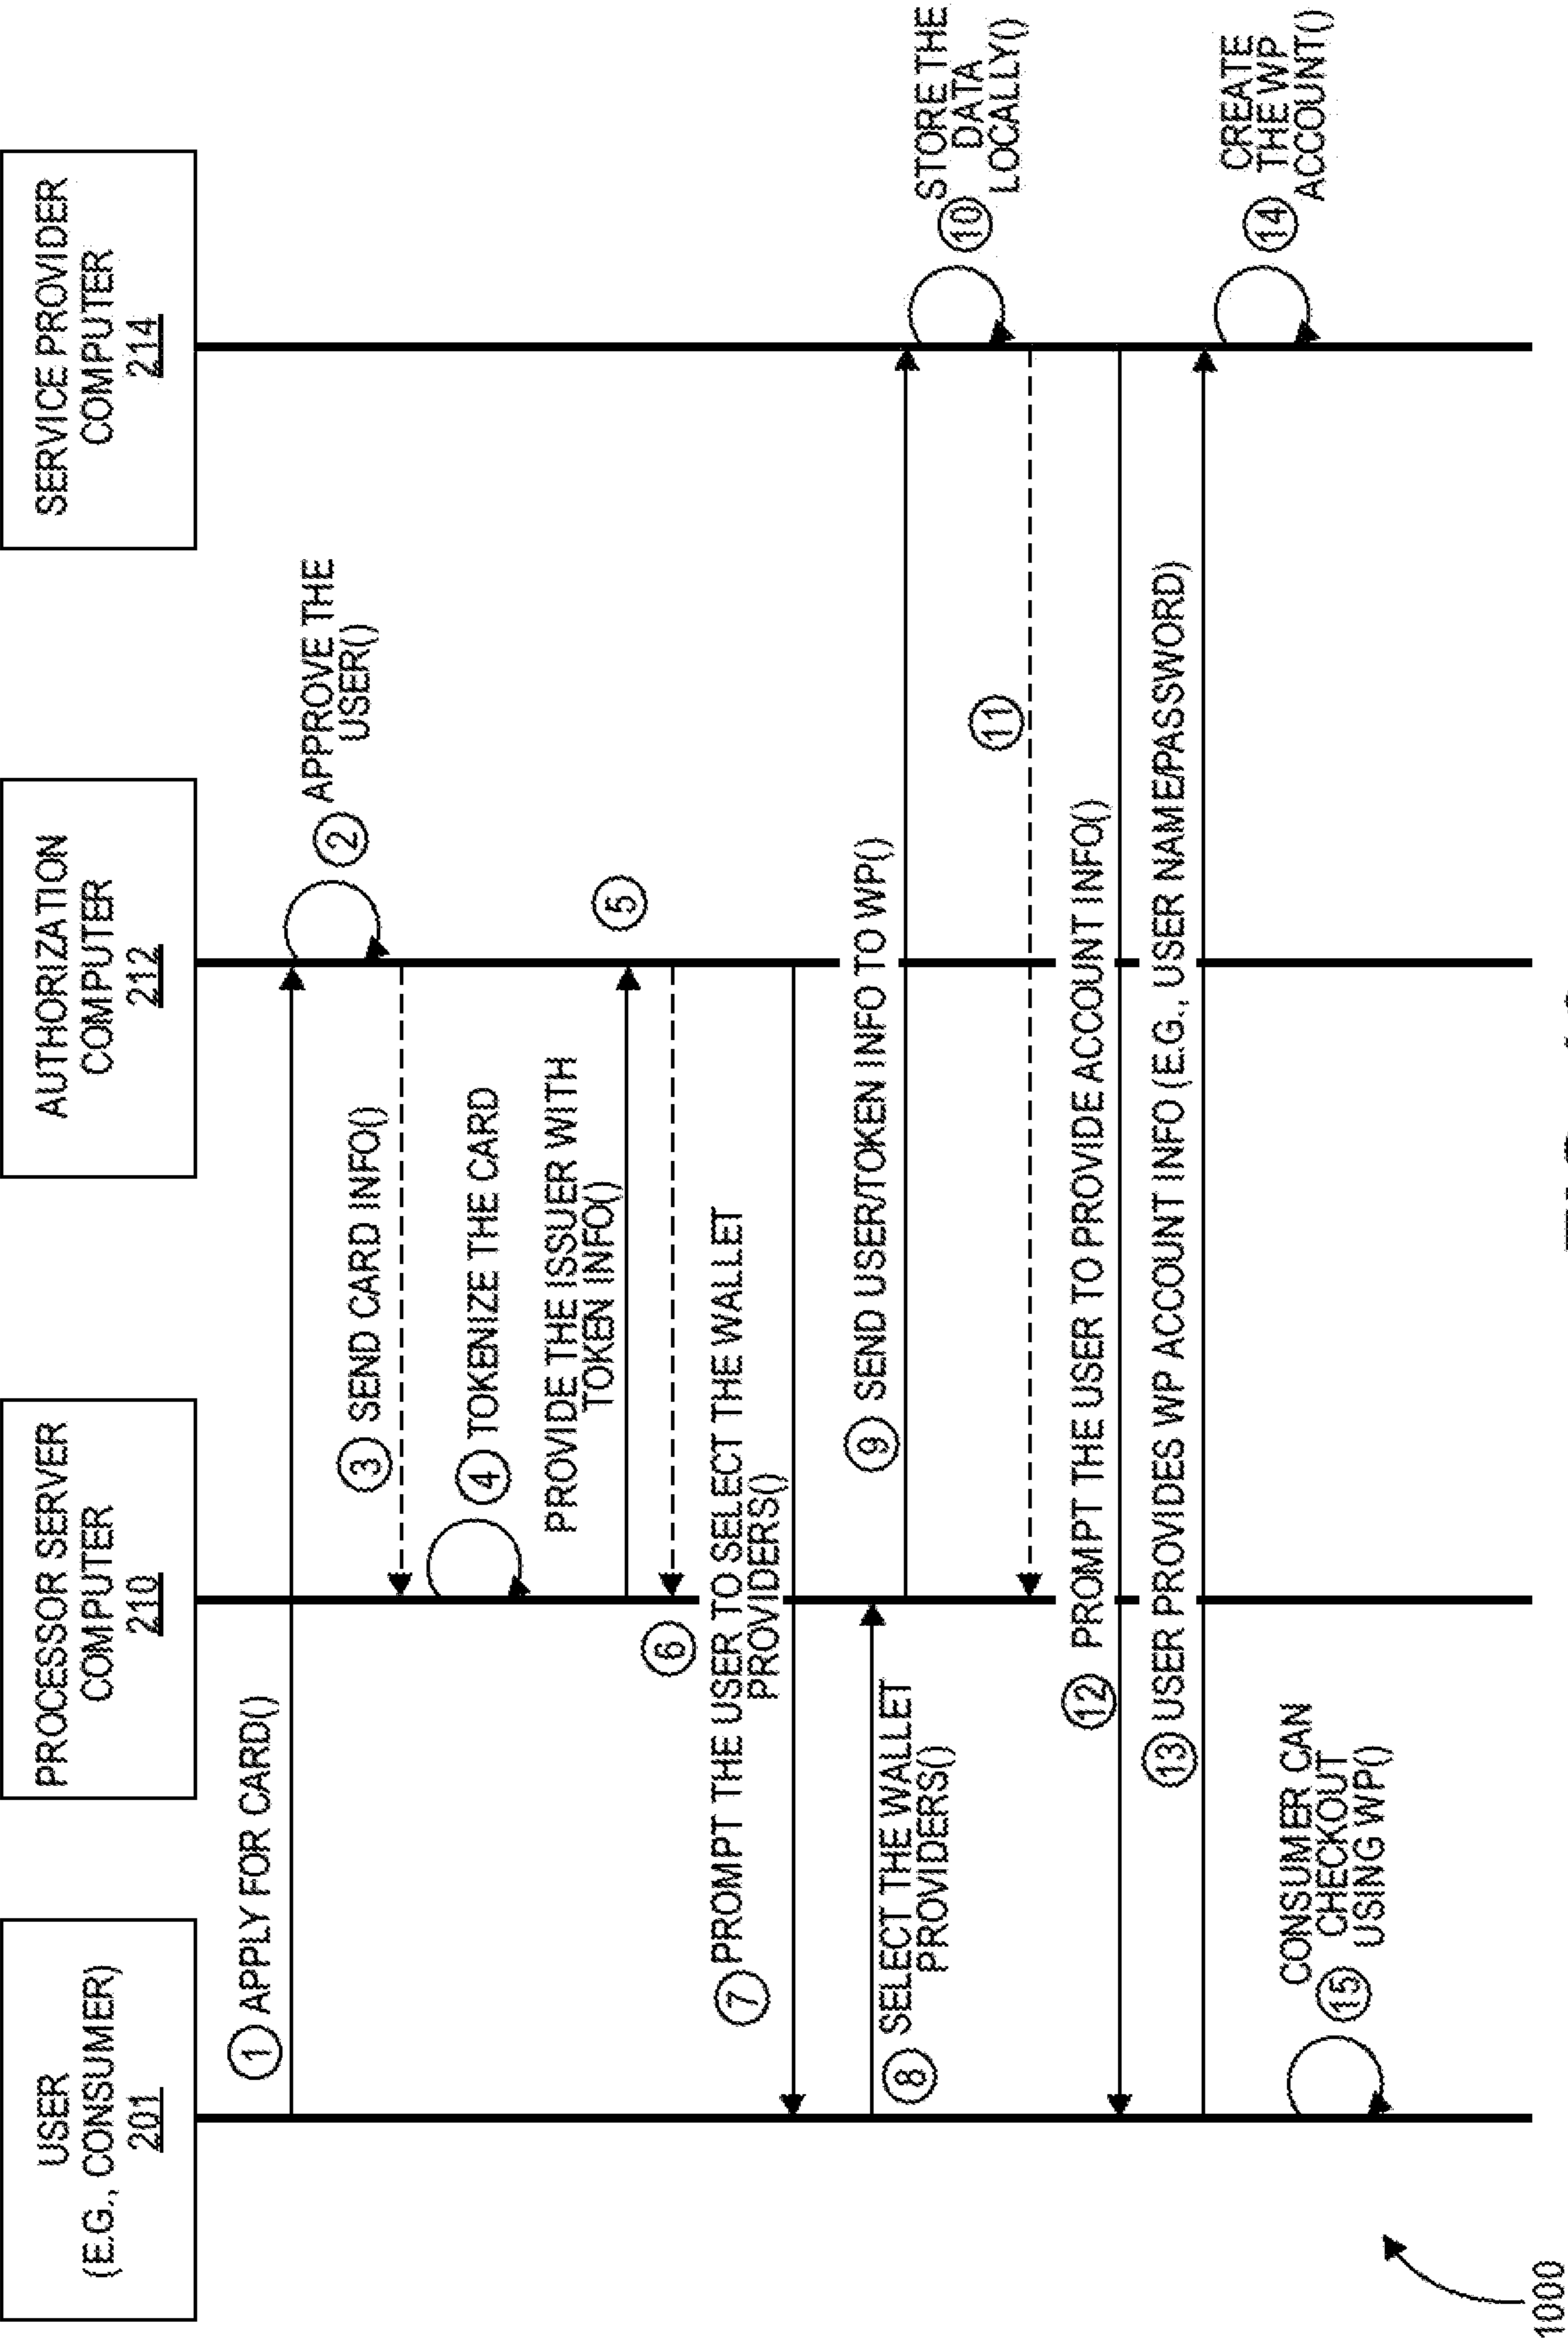 USER
(E.G., CONSUMER)
201
PROCESSOR SERVER
COMPUTER
210
AUTHORIZATION
COMPUTER
212
SERVICE PROVIDER
COMPUTER
214
1 APPLY FOR CARD()
2 APPROVE THE
USER()
3 SEND CARD INFO()
4 TOKENIZE THE CARD
PROVIDE THE ISSUER WITH
TOKEN INFO()
5
6
7 PROMPT THE USER TO SELECT THE WALLET
PROVIDERS()
8 SELECT THE WALLET
PROVIDERS()
9 SEND USER/TOKEN INFO TO WP()
10 STORE THE
DATA
LOCALLY()
11
12 PROMPT THE USER TO PROVIDE ACCOUNT INFO()
13 USER PROVIDES WP ACCOUNT INFO (E.G., USER NAME/PASSWORD)
14 CREATE
THE WP
ACCOUNT()
15 CONSUMER CAN
CHECKOUT
USING WP()
1000